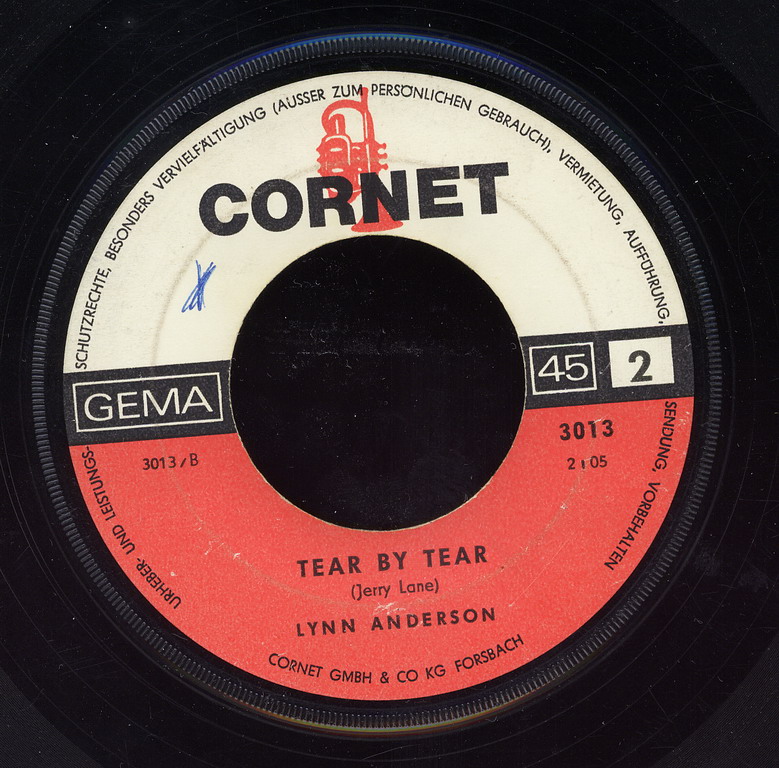 URHEBER- UND LEISTUNGS-
SCHUTZRECHTE, BESONDERS VERVIELFÄLTIGUNG (AUSSER ZUM PERSÖNLICHEN GEBRAUCH), VERMIETUNG, AUFFÜHRUNG,
SENDUNG, VORBEHALTEN
CORNET
GEMA
45
2
3013
3013/B
2:05
TEAR BY TEAR
(Jerry Lane)
LYNN ANDERSON
CORNET GMBH & CO KG FORSBACH